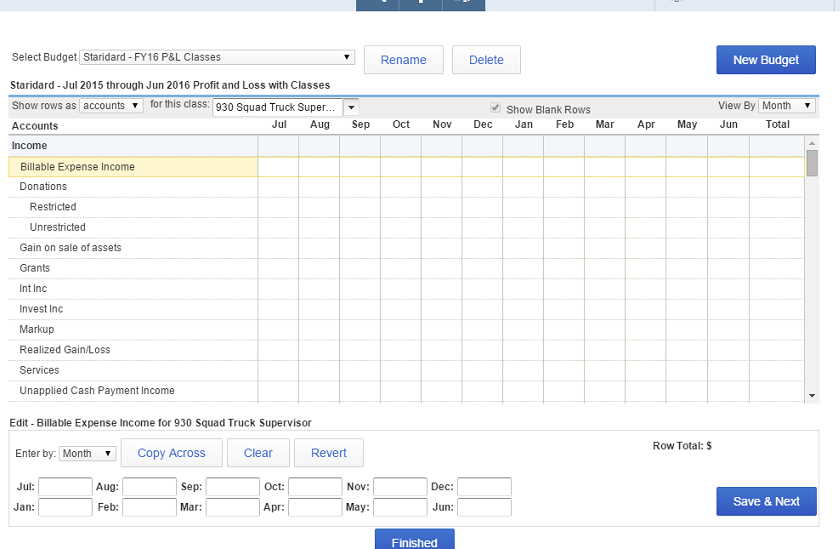 Select Budget Staridard - FY16 P&L Classes Rename Delete New Budget
Staridard - Jul 2015 through Jun 2016 Profit and Loss with Classes
Show rows as accounts for this class: 930 Squad Truck Super... Show Blank Rows View By Month
Accounts Jul Aug Sep Oct Nov Dec Jan Feb Mar Apr May Jun Total
Income
Billable Expense Income
Donations
Restricted
Unrestricted
Gain on sale of assets
Grants
Int Inc
Invest Inc
Markup
Realized Gain/Loss
Services
Unapplied Cash Payment Income
Edit - Billable Expense Income for 930 Squad Truck Supervisor
Enter by: Month Copy Across Clear Revert Row Total: $
Jul: Aug: Sep: Oct: Nov: Dec:
Jan: Feb: Mar: Apr: May: Jun: Save & Next
Finished